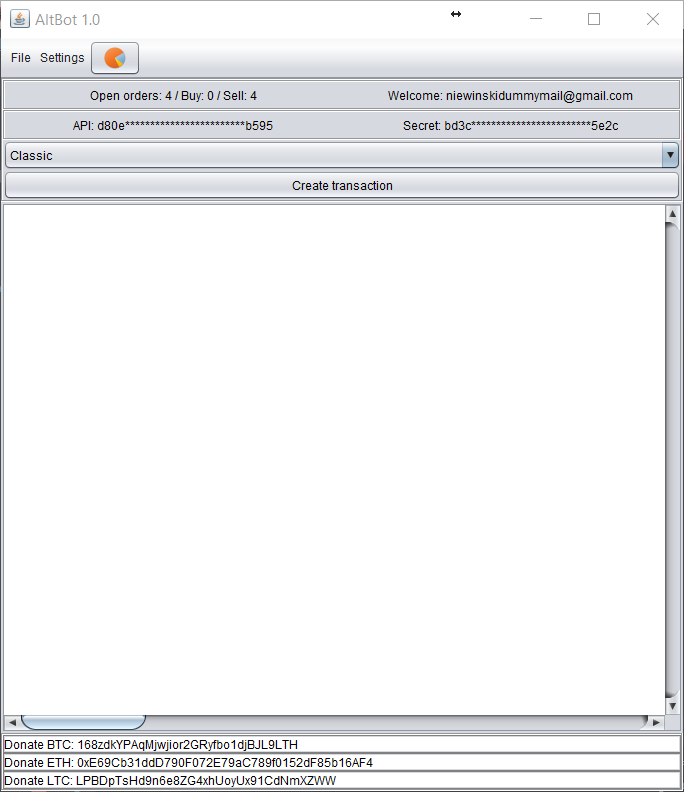 AltBot 1.0
File Settings
Open orders: 4 / Buy: 0 / Sell: 4 Welcome: niewinskidummymail@gmail.com
API: d80e************************b595 Secret: bd3c************************5e2c
Classic
Create transaction
Donate BTC: 168zdkYPAqMjwjior2GRyfbo1djBJL9LTH
Donate ETH: 0xE69Cb31ddD790F072E79aC789f0152dF85b16AF4
Donate LTC: LPBDpTsHd9n6e8ZG4xhUoyUx91CdNmXZWW